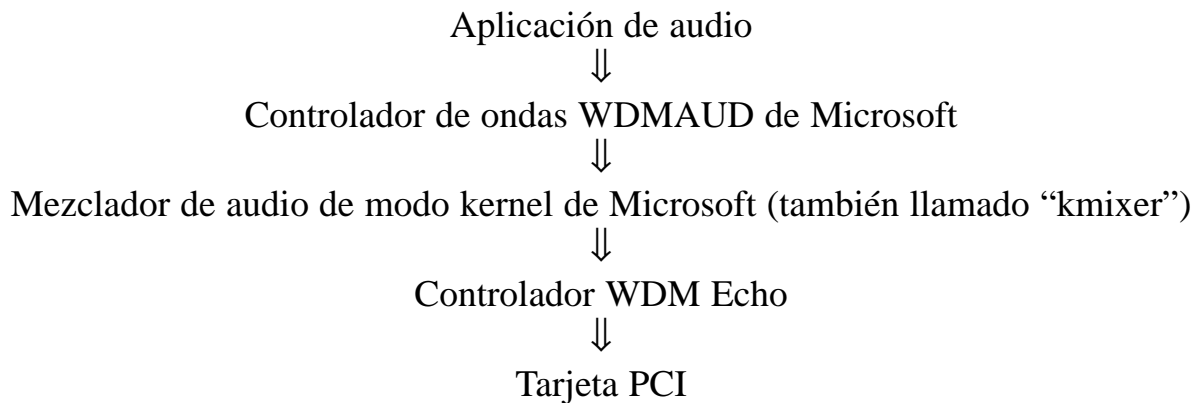 Aplicación de audio
⇓
Controlador de ondas WDMAUD de Microsoft
⇓
Mezclador de audio de modo kernel de Microsoft (también llamado “kmixer”)
⇓
Controlador WDM Echo
⇓
Tarjeta PCI